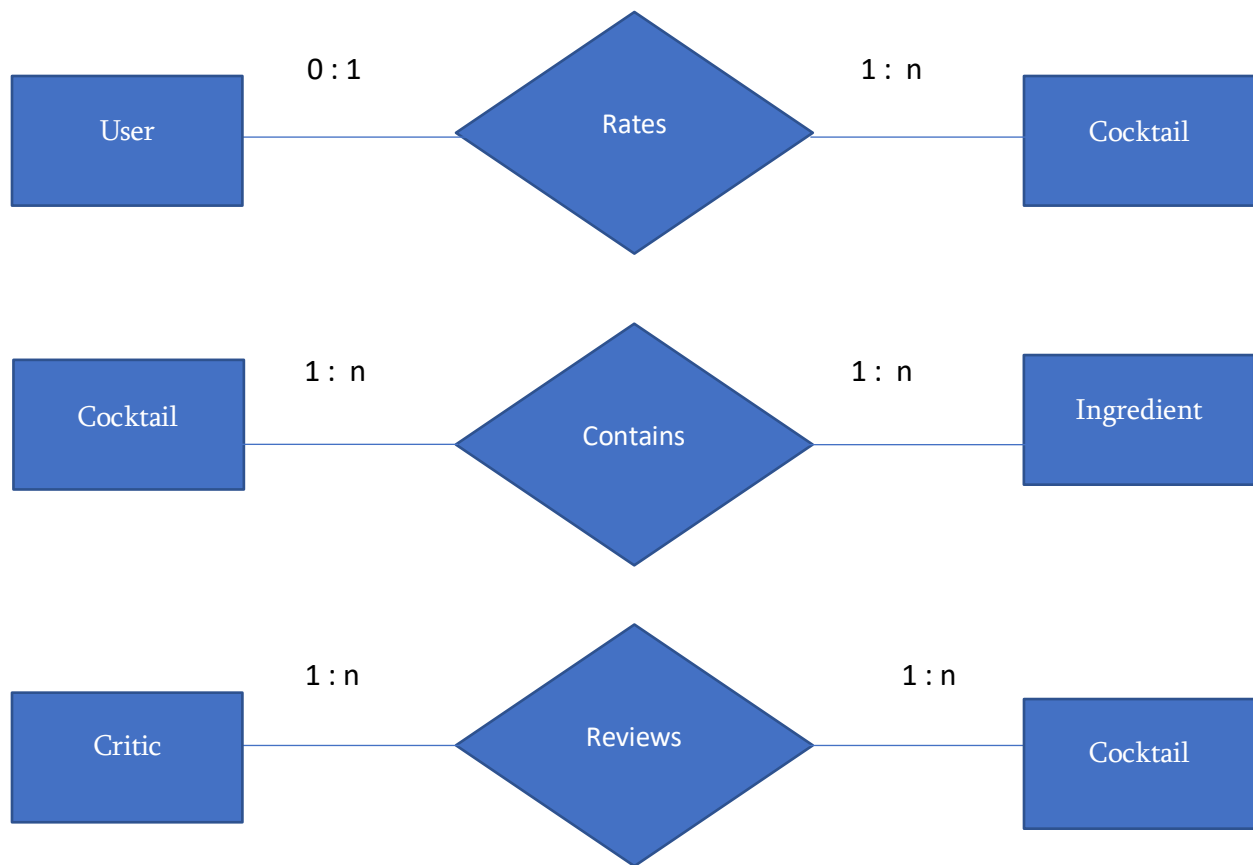 0 : 1
1 : n
User
Rates
Cocktail
1 : n
1 : n
Cocktail
Contains
Ingredient
1 : n
1 : n
Critic
Reviews
Cocktail